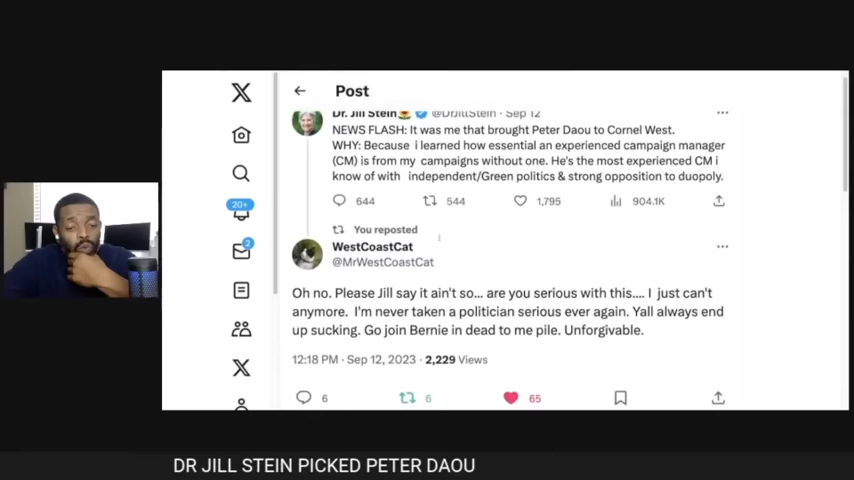 Post
Dr. Jill Stein @DrJillStein · Sep 12
NEWS FLASH: It was me that brought Peter Daou to Cornel West.
WHY: Because i learned how essential an experienced campaign manager
(CM) is from my campaigns without one. He's the most experienced CM i
know of with independent/Green politics & strong opposition to duopoly.
644 544 1,795 904.1K
You reposted
20+
WestCoastCat
@MrWestCoastCat
2
Oh no. Please Jill say it ain't so... are you serious with this.... I just can't
anymore. I'm never taken a politician serious ever again. Yall always end
up sucking. Go join Bernie in dead to me pile. Unforgivable.
12:18 PM · Sep 12, 2023 · 2,229 Views
6 6 65
DR JILL STEIN PICKED PETER DAOU